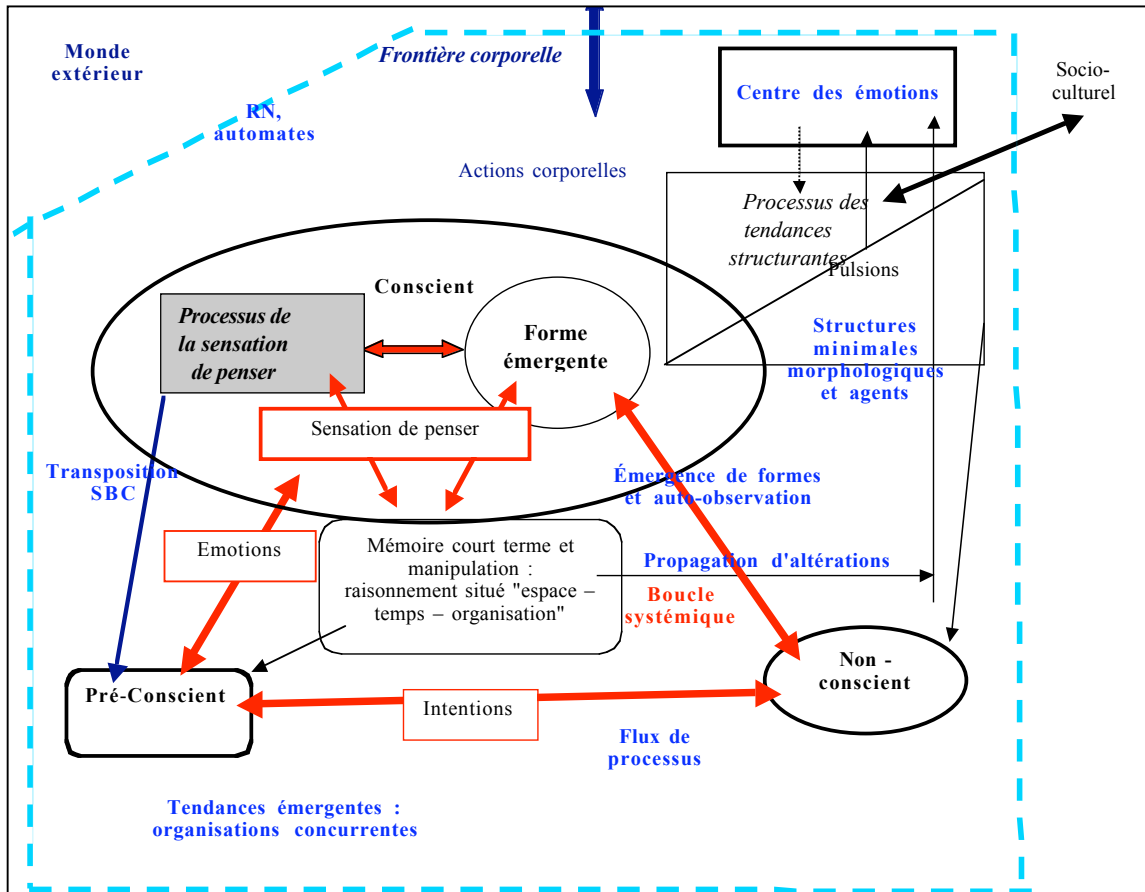 Monde
extérieur
Frontière corporelle
RN,
automates
Centre des émotions
Socio-
culturel
Actions corporelles
Processus des
tendances
structurantes
Pulsions
Conscient
Processus de
la sensation
de penser
Forme
émergente
Structures
minimales
morphologiques
et agents
Sensation de penser
Transposition
SBC
Émergence de formes
et auto-observation
Emotions
Mémoire court terme et
manipulation :
raisonnement situé "espace –
temps – organisation"
Propagation d'altérations
Boucle
systémique
Pré-Conscient
Non -
conscient
Intentions
Flux de
processus
Tendances émergentes :
organisations concurrentes